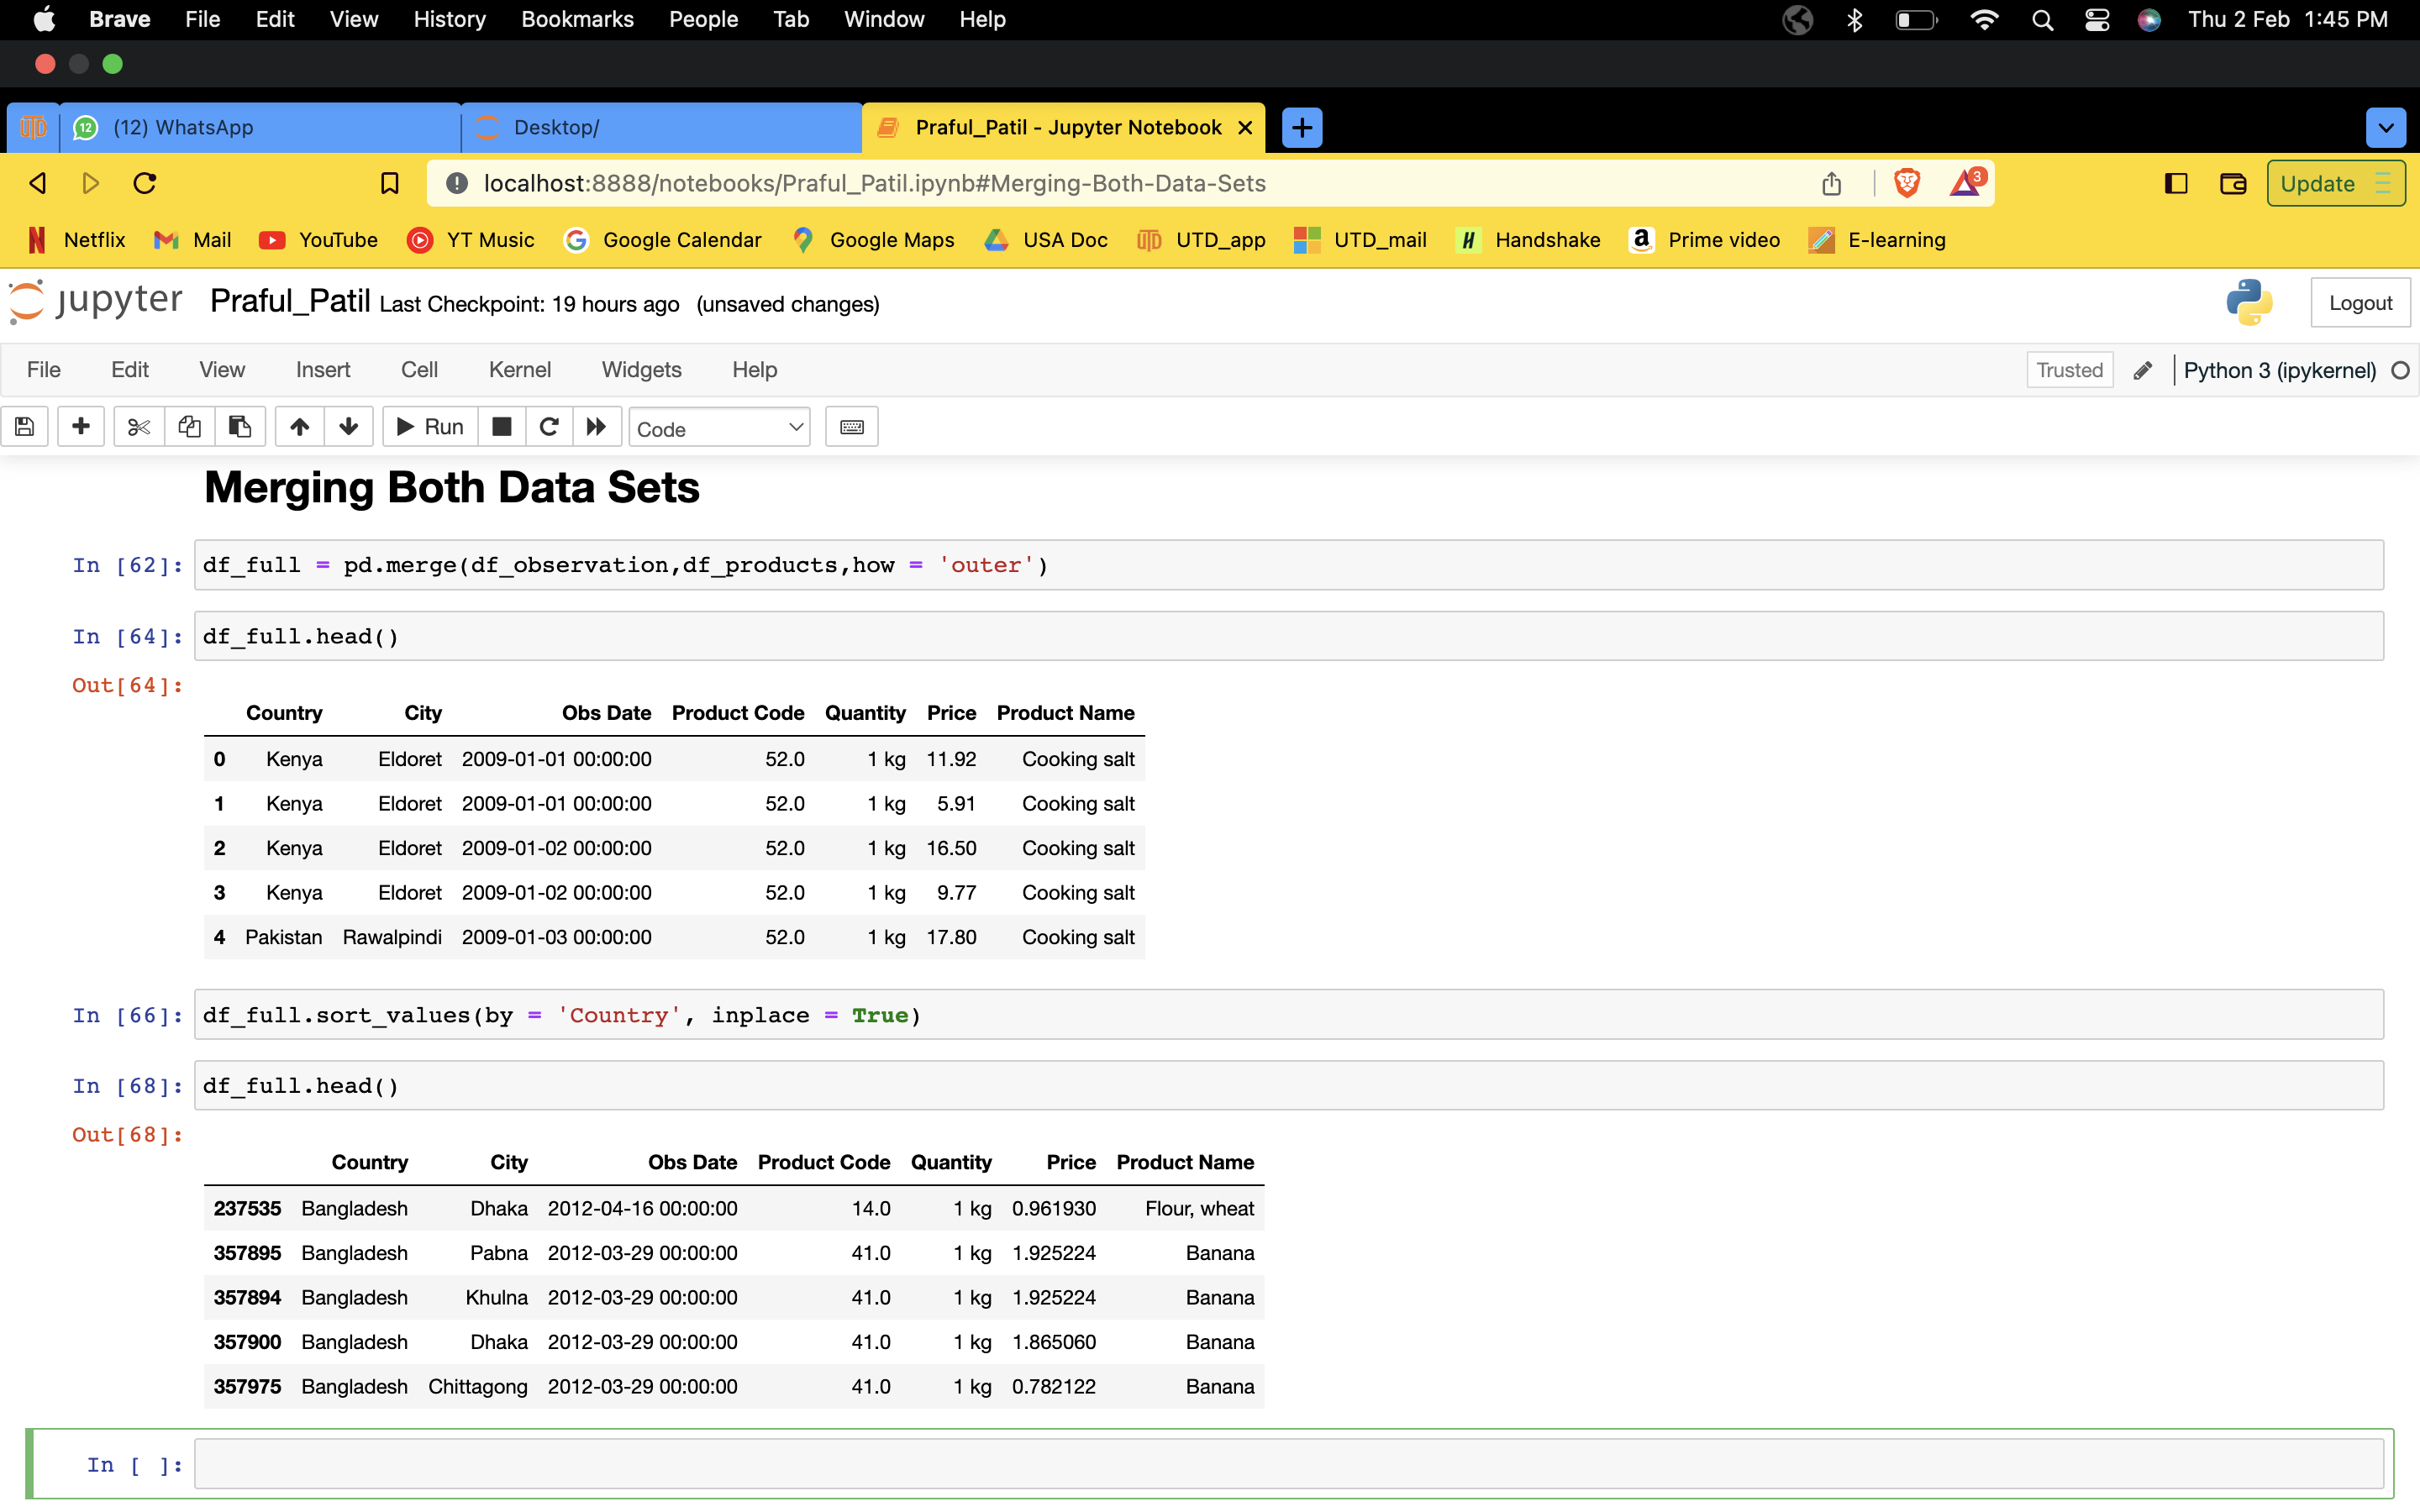 Brave File Edit View History Bookmarks People Tab Window Help Thu 2 Feb 1:45 PM
UTD 12 (12) WhatsApp Desktop/ Praful_Patil - Jupyter Notebook
localhost:8888/notebooks/Praful_Patil.ipynb#Merging-Both-Data-Sets 3 Update
Netflix Mail YouTube YT Music Google Calendar Google Maps USA Doc UTD_app UTD_mail Handshake Prime video E-learning
jupyter Praful_Patil Last Checkpoint: 19 hours ago (unsaved changes) Logout
File Edit View Insert Cell Kernel Widgets Help Trusted Python 3 (ipykernel)
Run Code
Merging Both Data Sets
In [62]: df_full = pd.merge(df_observation,df_products,how = 'outer')
In [64]: df_full.head()
Out[64]:
Country City Obs Date Product Code Quantity Price Product Name
0 Kenya Eldoret 2009-01-01 00:00:00 52.0 1 kg 11.92 Cooking salt
1 Kenya Eldoret 2009-01-01 00:00:00 52.0 1 kg 5.91 Cooking salt
2 Kenya Eldoret 2009-01-02 00:00:00 52.0 1 kg 16.50 Cooking salt
3 Kenya Eldoret 2009-01-02 00:00:00 52.0 1 kg 9.77 Cooking salt
4 Pakistan Rawalpindi 2009-01-03 00:00:00 52.0 1 kg 17.80 Cooking salt
In [66]: df_full.sort_values(by = 'Country', inplace = True)
In [68]: df_full.head()
Out[68]:
Country City Obs Date Product Code Quantity Price Product Name
237535 Bangladesh Dhaka 2012-04-16 00:00:00 14.0 1 kg 0.961930 Flour, wheat
357895 Bangladesh Pabna 2012-03-29 00:00:00 41.0 1 kg 1.925224 Banana
357894 Bangladesh Khulna 2012-03-29 00:00:00 41.0 1 kg 1.925224 Banana
357900 Bangladesh Dhaka 2012-03-29 00:00:00 41.0 1 kg 1.865060 Banana
357975 Bangladesh Chittagong 2012-03-29 00:00:00 41.0 1 kg 0.782122 Banana
In [ ]: